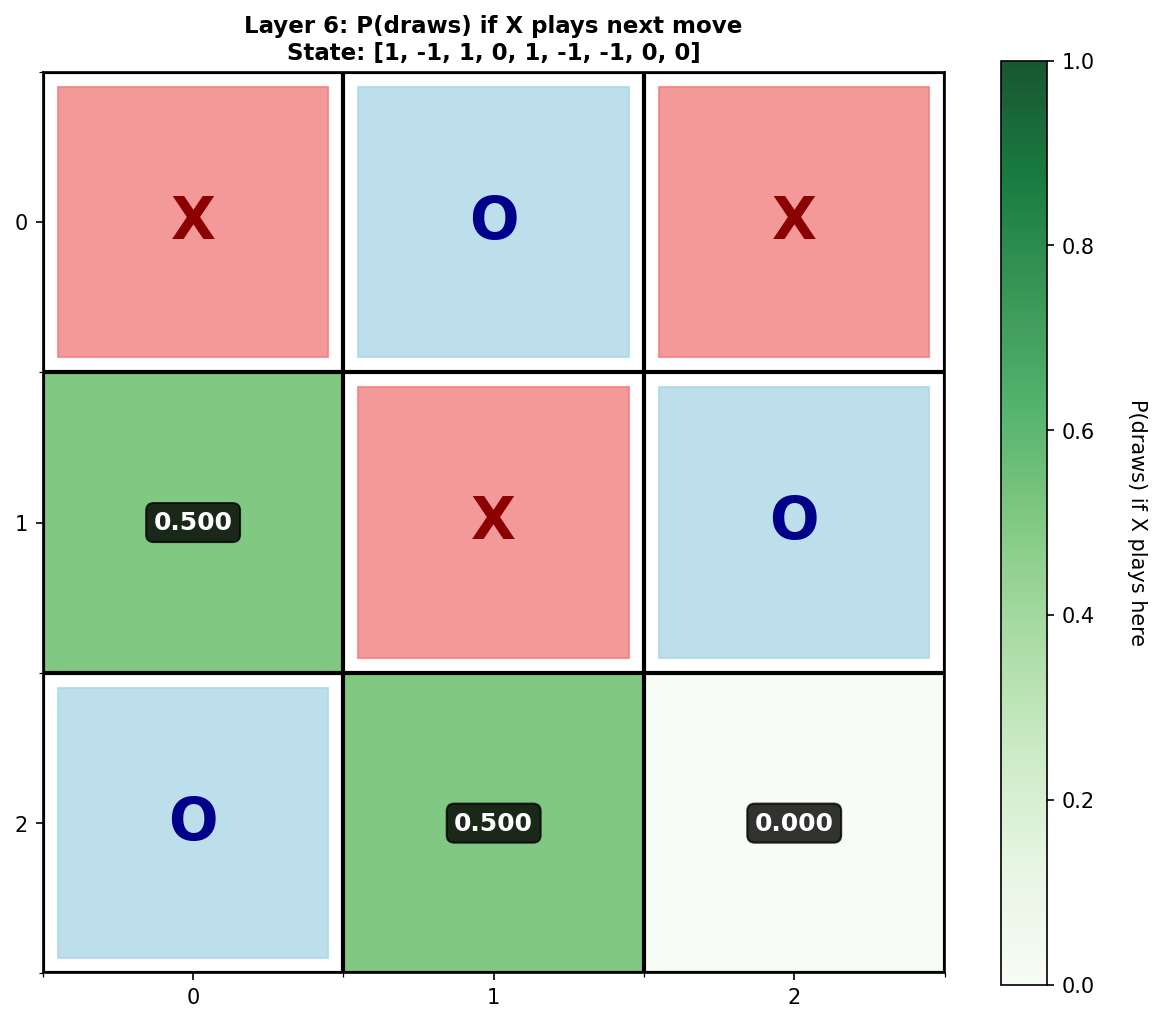 Layer 6: P(draws) if X plays next move
State: [1, -1, 1, 0, 1, -1, -1, 0, 0]
X
O
X
0
0.500
X
O
1
O
0.500
0.000
2
0
1
2
1.0
0.8
0.6
0.4
0.2
0.0
P(draws) if X plays here